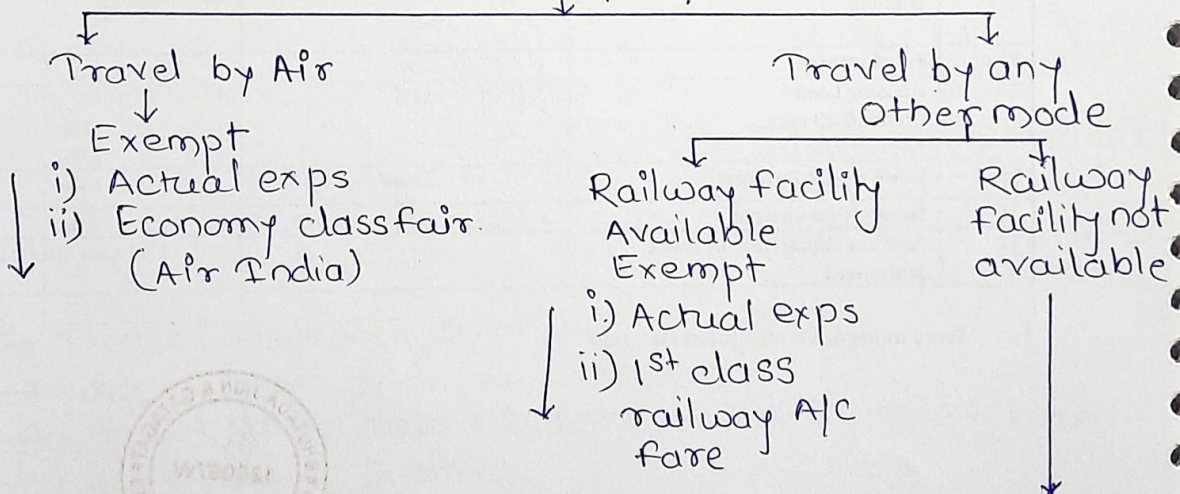 Travel by Air
Exempt
i) Actual exps
ii) Economy class fair.
(Air India)
Travel by any
other mode
Railway facility
Available
Exempt
i) Actual exps
ii) 1st class
railway A/C
fare
Railway
facility not
available